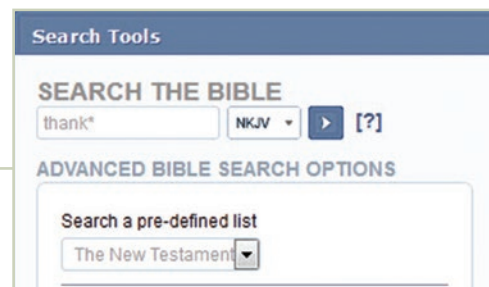 Search Tools
SEARCH THE BIBLE
thank*
NKJV
[?]
ADVANCED BIBLE SEARCH OPTIONS
Search a pre-defined list
The New Testament